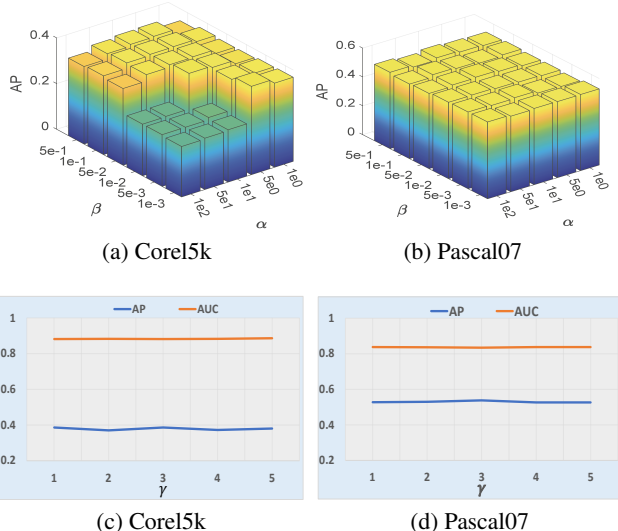 0.4
0.2
0
AP
5e-1
1e-1
5e-2
1e-2
5e-3
1e-3
β
1e2
5e1
1e1
5e0
1e0
α
(a) Corel5k
0.6
0.4
0.2
0
AP
5e-1
1e-1
5e-2
1e-2
5e-3
1e-3
β
1e2
5e1
1e1
5e0
1e0
α
(b) Pascal07
AP AUC
1
0.8
0.6
0.4
0.2
1 2 3 4 5
γ
(c) Corel5k
AP AUC
1
0.8
0.6
0.4
0.2
1 2 3 4 5
γ
(d) Pascal07